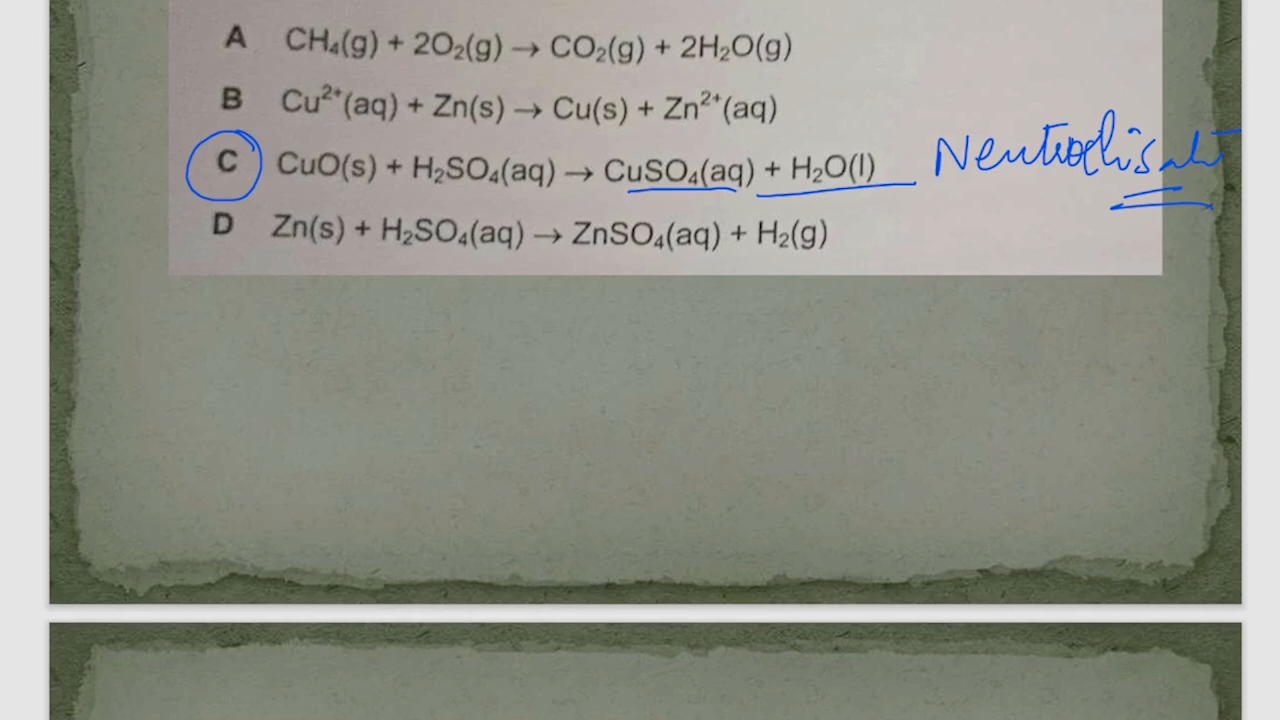 A CH₄(g) + 2O₂(g) → CO₂(g) + 2H₂O(g)
B Cu²⁺(aq) + Zn(s) → Cu(s) + Zn²⁺(aq)
C CuO(s) + H₂SO₄(aq) → CuSO₄(aq) + H₂O(l)
D Zn(s) + H₂SO₄(aq) → ZnSO₄(aq) + H₂(g)